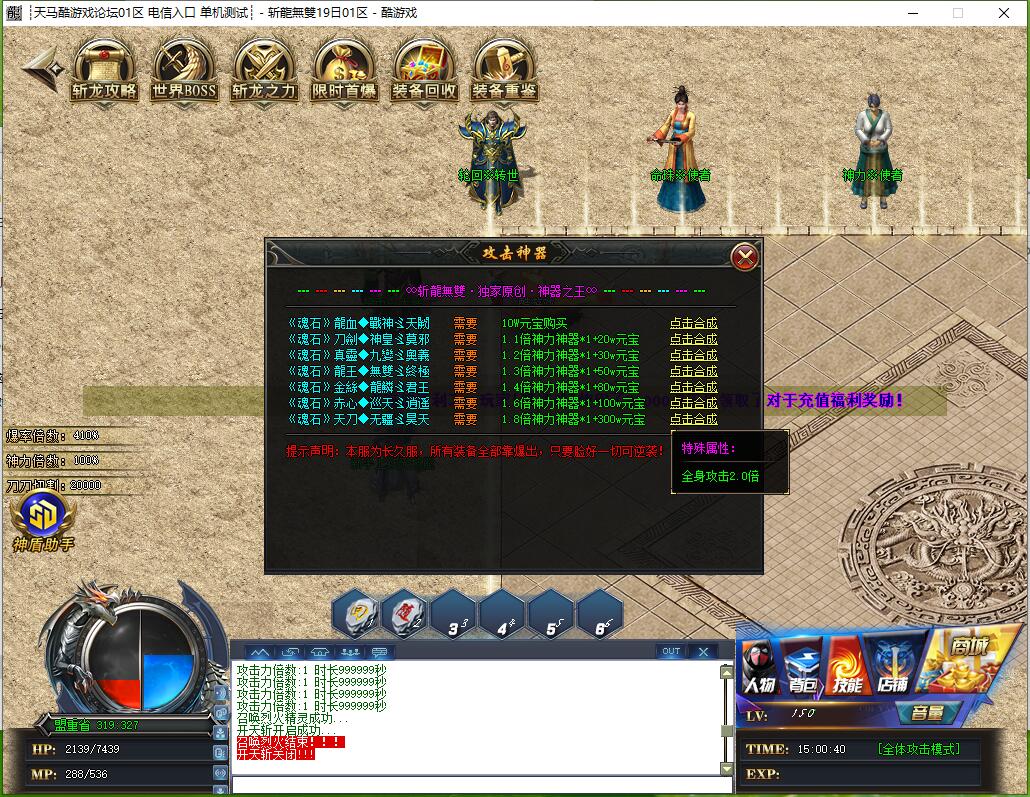 ┊天马酷游戏论坛01区 电信入口 单机测试┊ - 斩龍無雙19日01区 - 酷游戏
斩龙攻略 世界BOSS 斩龙之力 限时首爆 装备回收 装备重鉴
轮回※转世 命珠※使者 神力※使者
攻击神器
斩龍無雙·独家原创·神器之王
《魂石》龍血◆戰神 需要 10W元宝购买 点击合成
《魂石》刀劍◆神皇 莫邪 需要 1.1倍神力神器*1+20w元宝 点击合成
《魂石》真靈◆九變 奧義 需要 1.2倍神力神器*1+30w元宝 点击合成
《魂石》龍王◆無雙 终極 需要 1.3倍神力神器*1+50w元宝 点击合成
《魂石》金絲◆龍鱗 君王 需要 1.4倍神力神器*1+80w元宝 点击合成
《魂石》赤心◆巡天 逍遥 需要 1.6倍神力神器*1+100w元宝 点击合成
《魂石》天刀◆无疆 昊天 需要 1.8倍神力神器*1+300w元宝 点击合成
对于充值福利奖励!
提示声明:本服为长久服,所有装备全部靠爆出,只要脸好一切可逆袭!
特殊属性:
全身攻击2.0倍
爆率倍数:410%
神力倍数:100%
刀刀切割:20000
神盾助手
1 随 2 3 3 4 4 5 5 6 6
OUT
攻击力倍数:1 时长999999秒
攻击力倍数:1 时长999999秒
攻击力倍数:1 时长999999秒
攻击力倍数:1 时长999999秒
召唤烈火精灵成功...
开天斩开启成功...
召唤烈火结束!!!!
开天斩关闭!!!
盟重省 319:327
HP: 2139/7439
MP: 288/536
人物 背包 技能 店铺 商城
LV: 150 音量
TIME: 15:00:40 [全体攻击模式]
EXP: